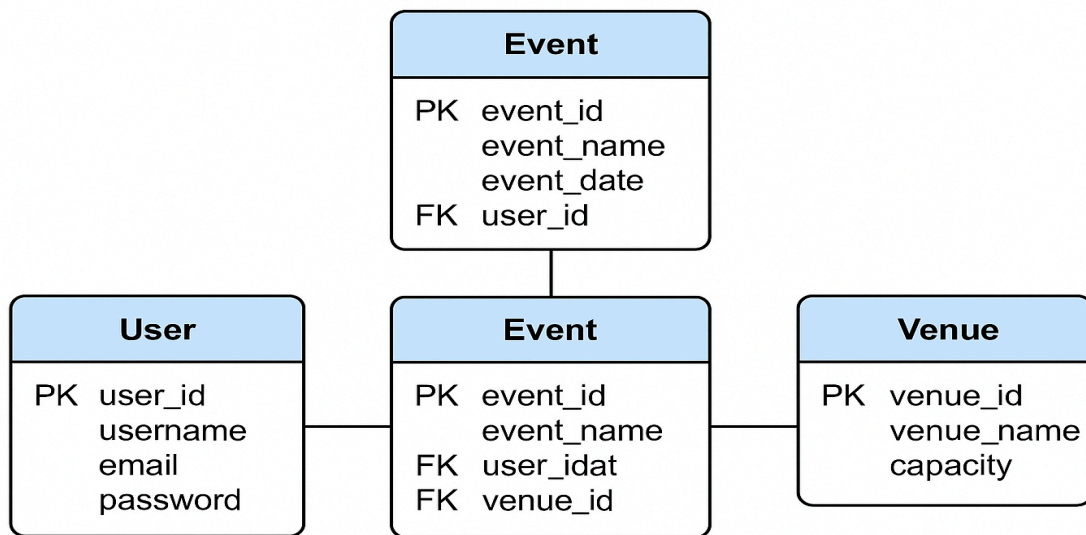 Event
PK event_id
event_name
event_date
FK user_id
User
PK user_id
username
email
password
Event
PK event_id
event_name
FK user_idat
FK venue_id
Venue
PK venue_id
venue_name
capacity